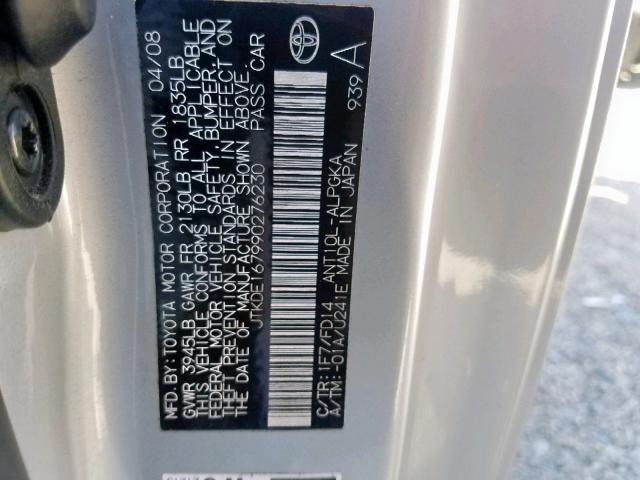 MFD.BY:TOYOTA MOTOR CORPORATION 04/08
GVWR 3945LB GAWR FR 2130LB RR 1835LB
THIS VEHICLE CONFORMS TO ALL APPLICABLE
FEDERAL MOTOR VEHICLE SAFETY,BUMPER,AND
THEFT PREVENTION STANDARDS IN EFFECT ON
THE DATE OF MANUFACTURE SHOWN ABOVE.
JTKDE167990276230 PASS CAR
C/TR:1F7/FD14 ANT10L-ALPGKA 939 A
A/TM:-01A/U241E MADE IN JAPAN